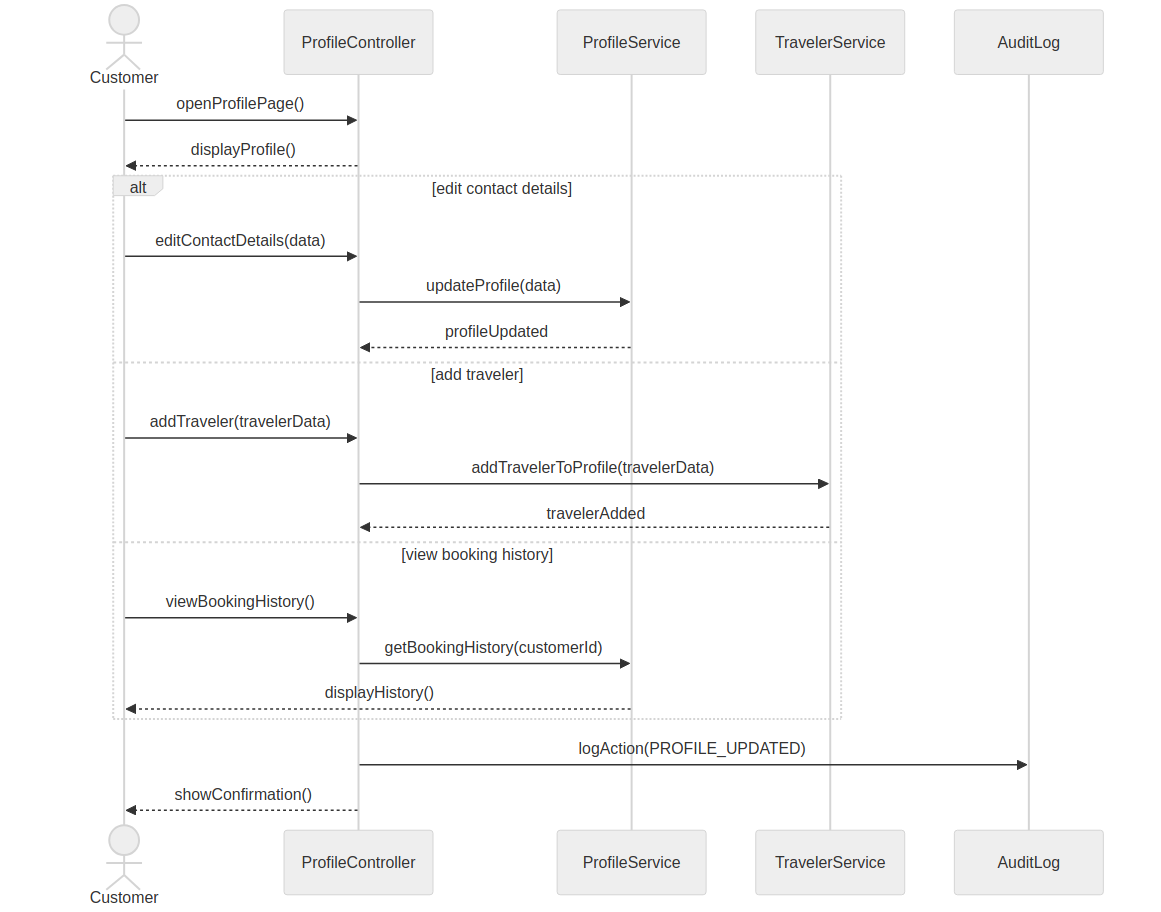 Customer
ProfileController
ProfileService
TravelerService
AuditLog
openProfilePage()
displayProfile()
alt
[edit contact details]
editContactDetails(data)
updateProfile(data)
profileUpdated
[add traveler]
addTraveler(travelerData)
addTravelerToProfile(travelerData)
travelerAdded
[view booking history]
viewBookingHistory()
getBookingHistory(customerId)
displayHistory()
logAction(PROFILE_UPDATED)
showConfirmation()
Customer
ProfileController
ProfileService
TravelerService
AuditLog